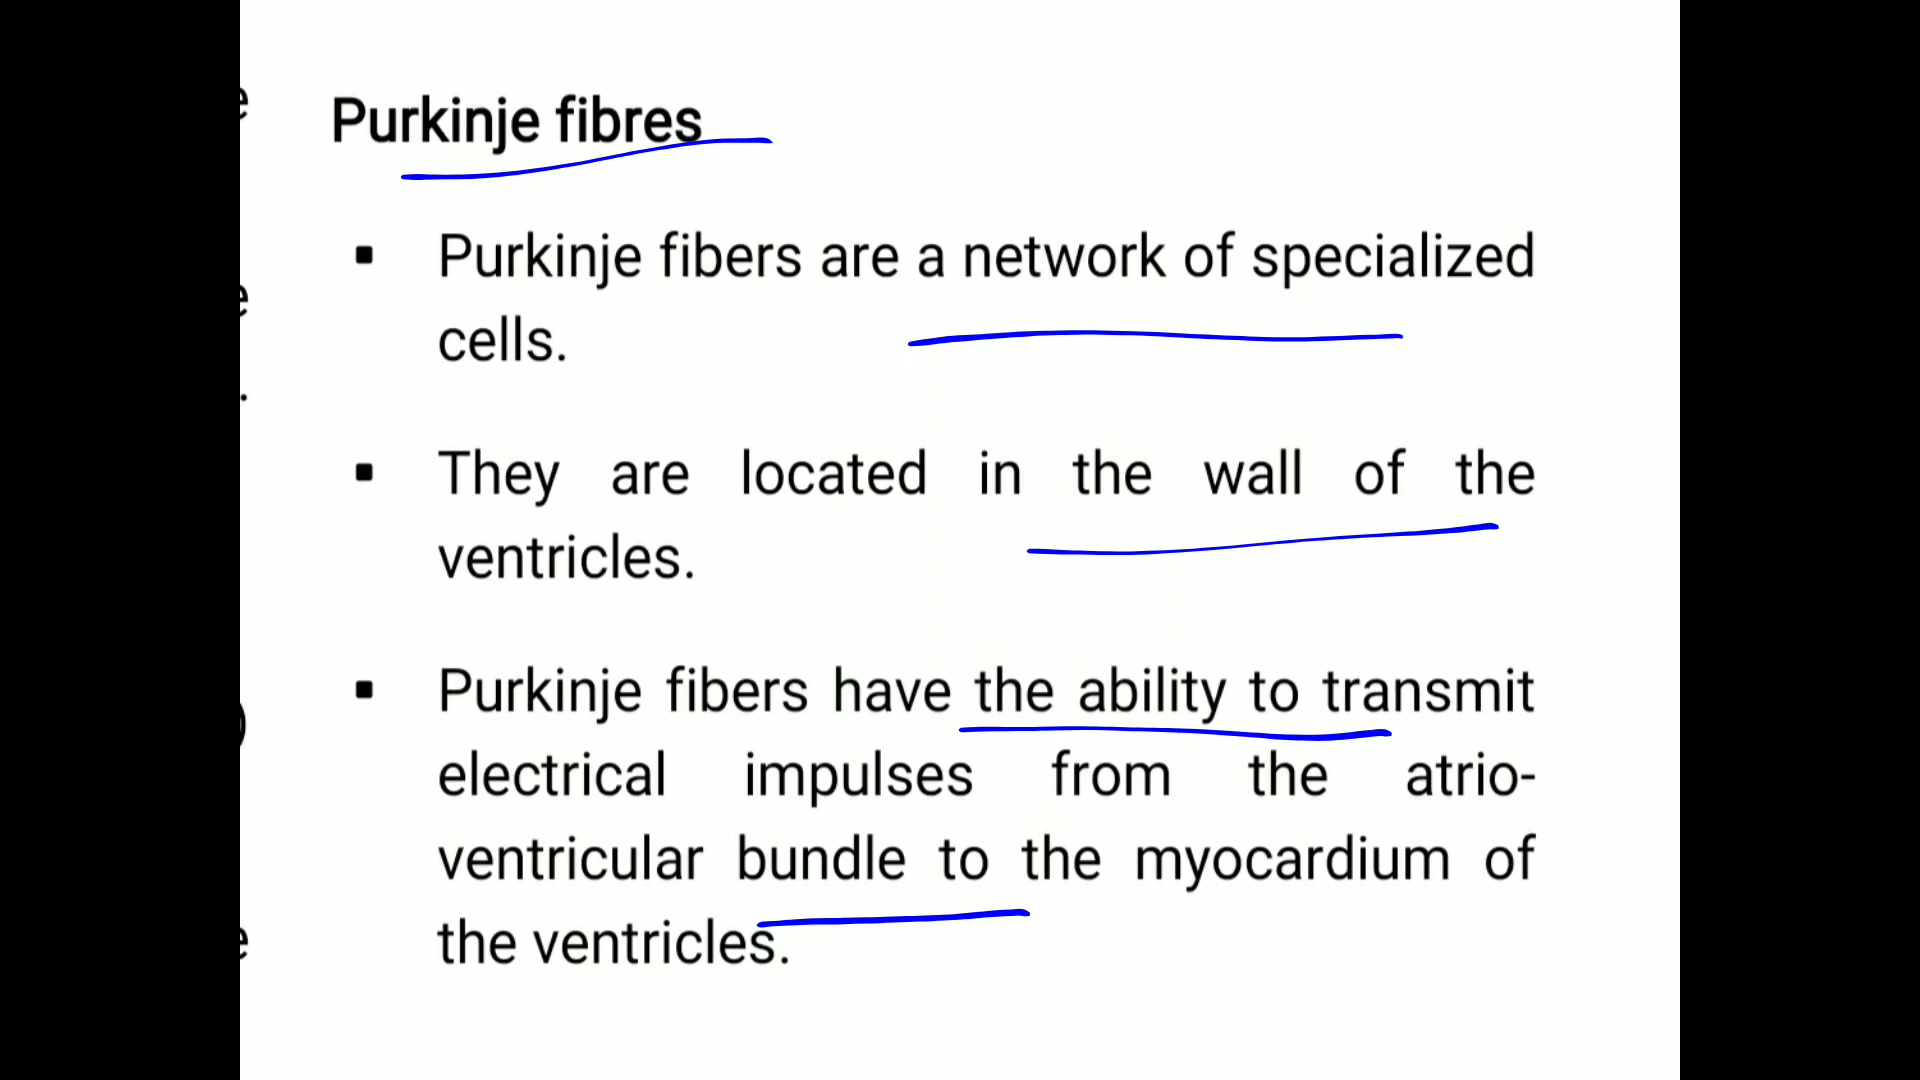 Purkinje fibres
▪ Purkinje fibers are a network of specialized
cells.
▪ They are located in the wall of the
ventricles.
▪ Purkinje fibers have the ability to transmit
electrical impulses from the atrio-
ventricular bundle to the myocardium of
the ventricles.